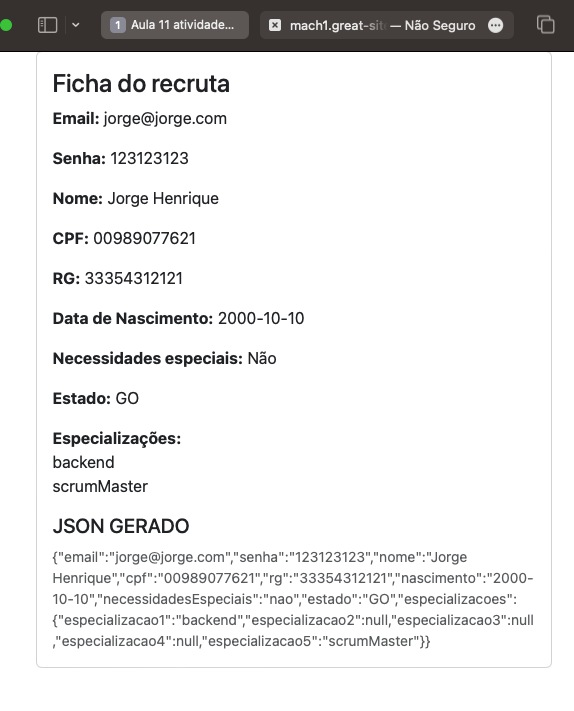 1 Aula 11 atividade...
mach1.great-sit — Não Seguro
Ficha do recruta
Email: jorge@jorge.com
Senha: 123123123
Nome: Jorge Henrique
CPF: 00989077621
RG: 33354312121
Data de Nascimento: 2000-10-10
Necessidades especiais: Não
Estado: GO
Especializações:
backend
scrumMaster
JSON GERADO
{"email":"jorge@jorge.com","senha":"123123123","nome":"Jorge
Henrique","cpf":"00989077621","rg":"33354312121","nascimento":"2000-
10-10","necessidadesEspeciais":"nao","estado":"GO","especializacoes":
{"especializacao1":"backend","especializacao2":null,"especializacao3":null
,"especializacao4":null,"especializacao5":"scrumMaster"}}